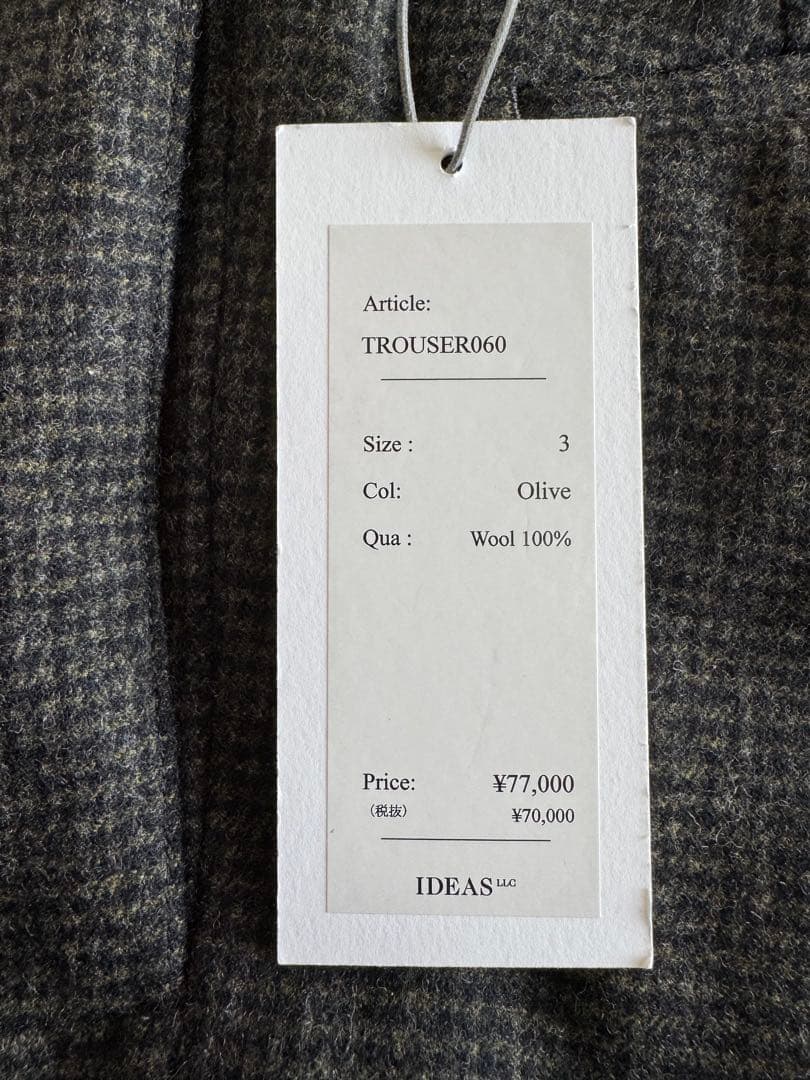 Article:
TROUSER060
Size : 3
Col: Olive
Qua : Wool 100%
Price: ¥77,000
（税抜） ¥70,000
IDEAS LLC